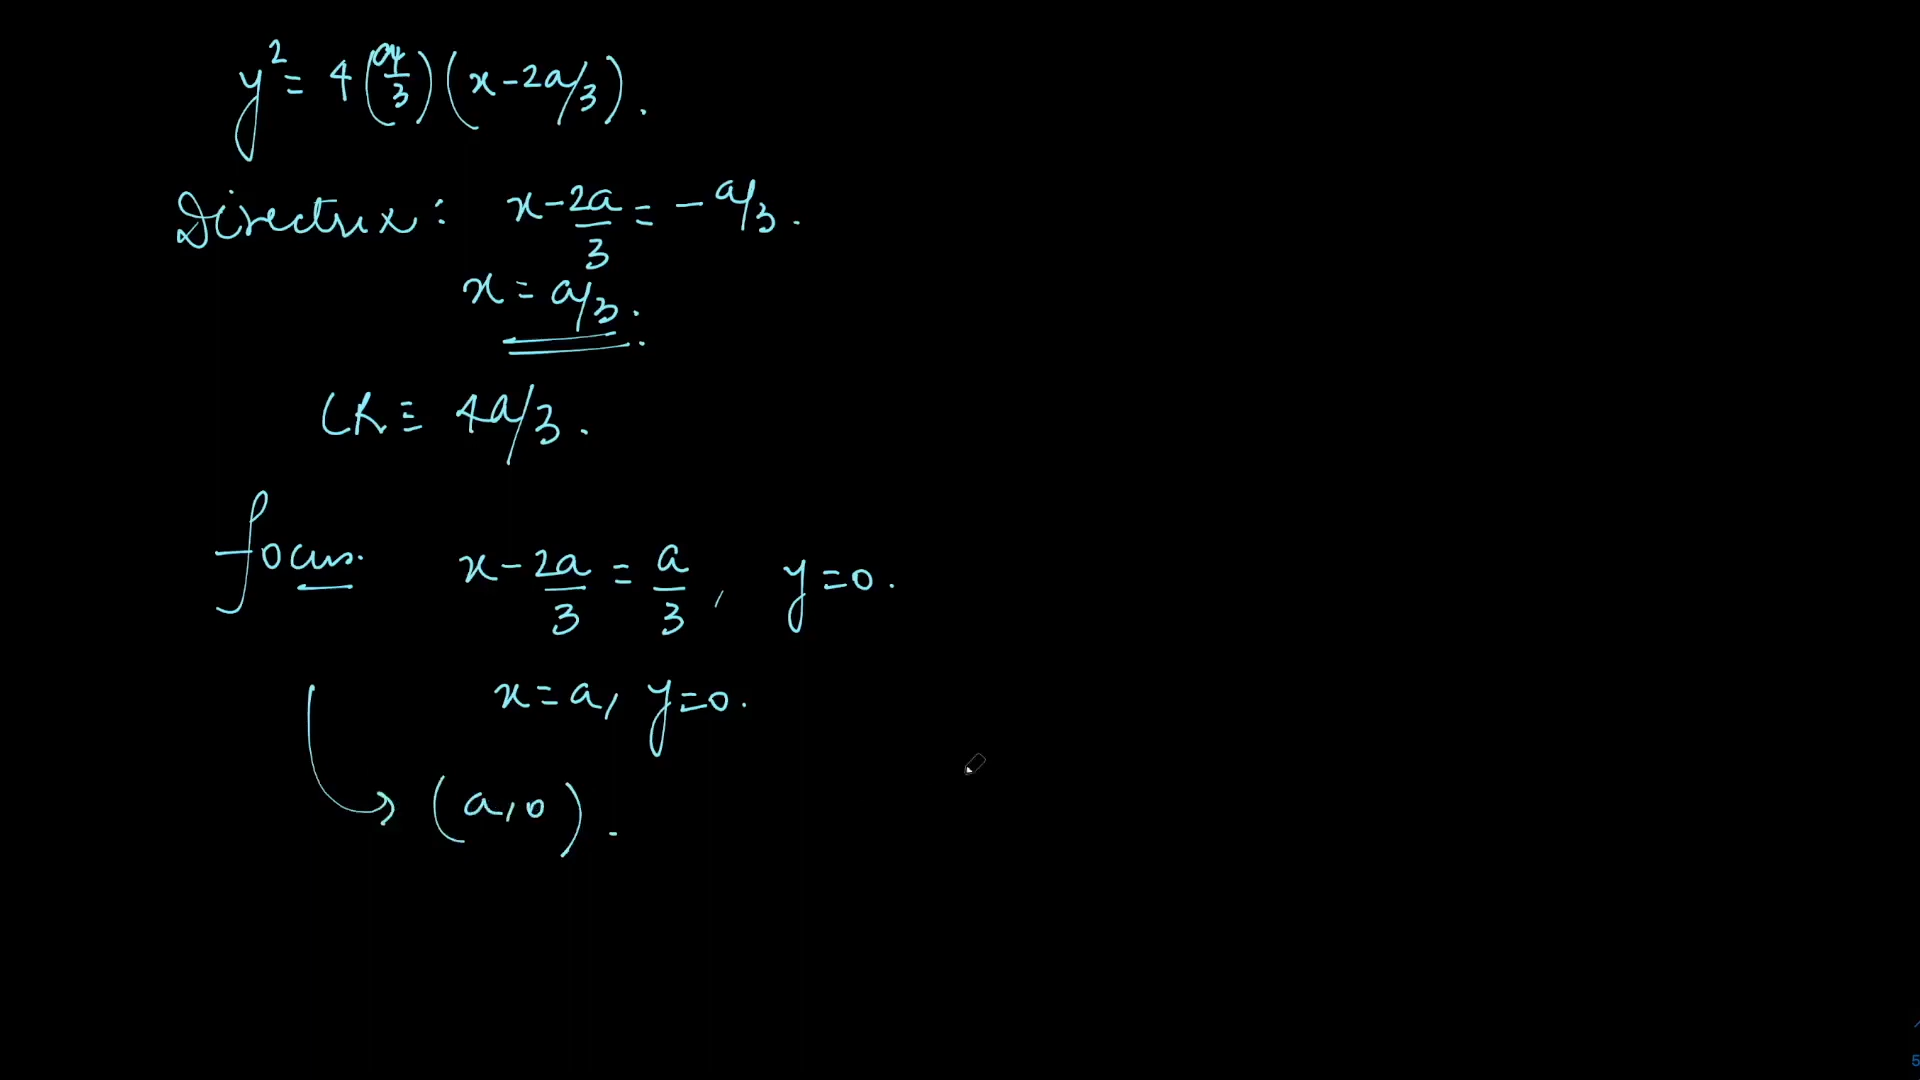 y² = 4(a/3)(x-2a/3).
Directrix: x-2a/3 = -a/3.
x = a/3.
LR = 4a/3.
focus. x-2a/3 = a/3, y=0.
x=a, y=0.
(a,0).
5